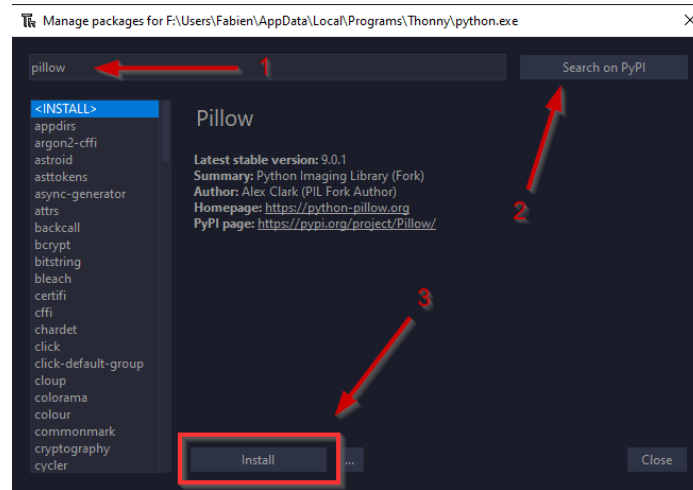 Manage packages for F:\Users\Fabien\AppData\Local\Programs\Thonny\python.exe
pillow
1
Search on PyPI
<INSTALL>
appdirs
argon2-cffi
astroid
asttokens
async-generator
attrs
backcall
bcrypt
bitstring
bleach
certifi
cffi
chardet
click
click-default-group
cloup
colorama
colour
commonmark
cryptography
cycler
Pillow
Latest stable version: 9.0.1
Summary: Python Imaging Library (Fork)
Author: Alex Clark (PIL Fork Author)
Homepage: https://python-pillow.org
PyPI page: https://pypi.org/project/Pillow/
2
3
Install
...
Close